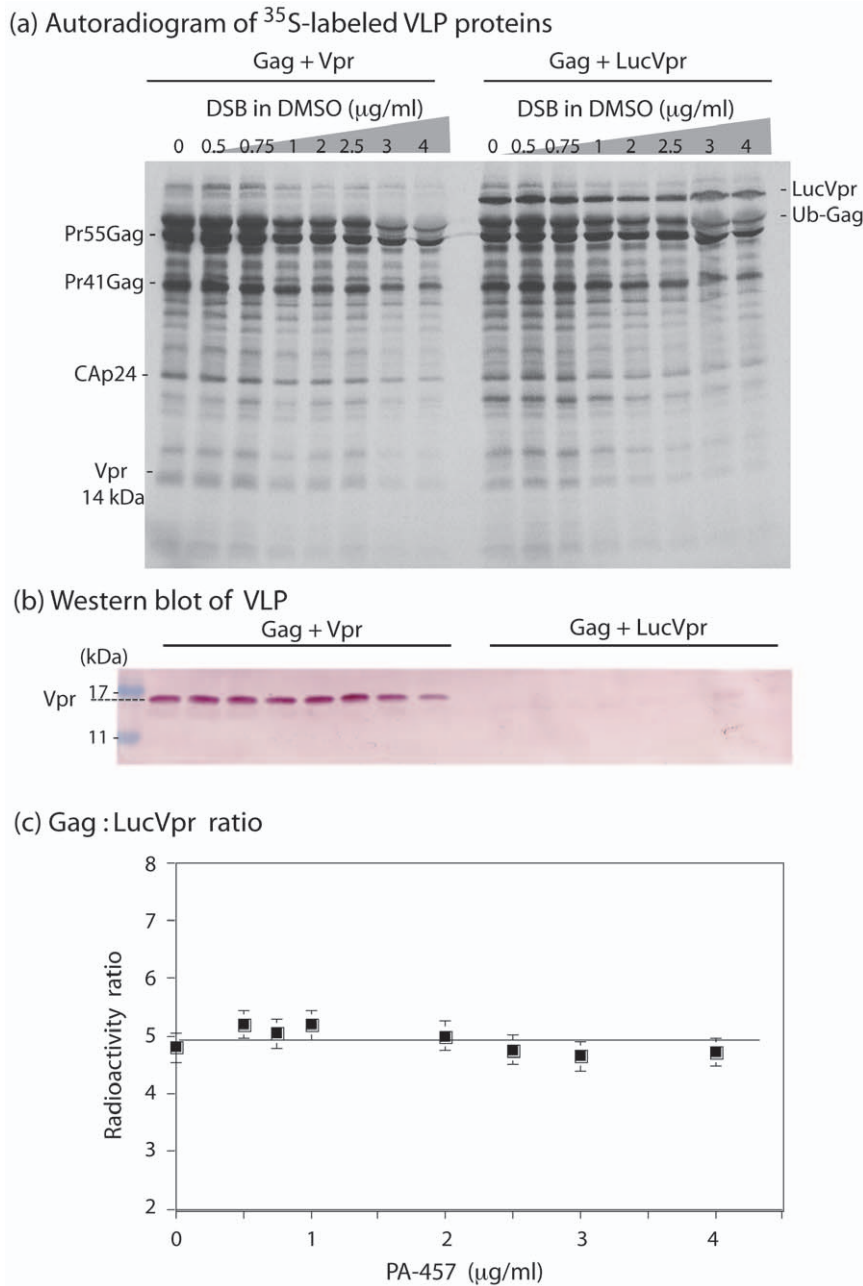 (a) Autoradiogram of ³⁵S-labeled VLP proteins
Gag + Vpr Gag + LucVpr
DSB in DMSO (μg/ml) DSB in DMSO (μg/ml)
0 0.5 0.75 1 2 2.5 3 4 0 0.5 0.75 1 2 2.5 3 4
- LucVpr
- Ub-Gag
Pr55Gag -
Pr41Gag -
CAp24 -
Vpr -
14 kDa
(b) Western blot of VLP
Gag + Vpr Gag + LucVpr
(kDa)
Vpr 17 -
11 -
(c) Gag : LucVpr ratio
8
7
6
5
4
3
2
Radioactivity ratio
0 1 2 3 4
PA-457 (μg/ml)